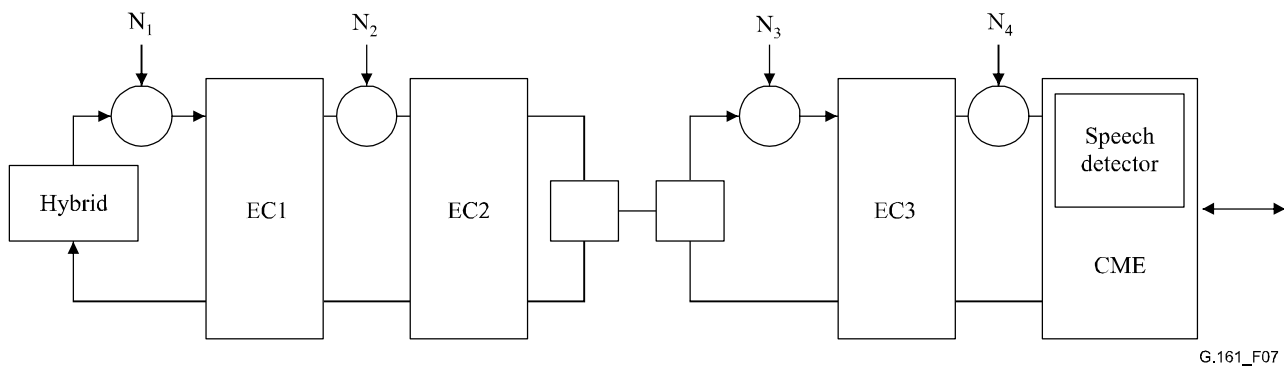 N1
N2
N3
N4
Hybrid
EC1
EC2
EC3
Speech
detector
CME
G.161_F07